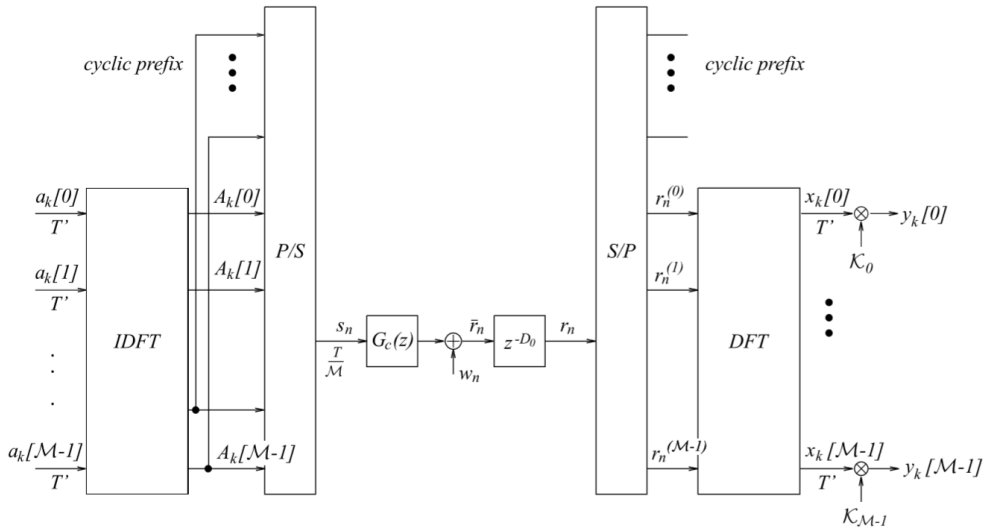 cyclic prefix
cyclic prefix
a_k[0]
T'
A_k[0]
r_n^(0)
x_k[0]
T'
y_k[0]
K_0
P/S
S/P
a_k[1]
T'
A_k[1]
r_n^(1)
IDFT
s_n
T/M
G_c(z)
r̄_n
w_n
z^-D_0
r_n
DFT
a_k[M-1]
T'
A_k[M-1]
r_n^(M-1)
x_k[M-1]
T'
y_k[M-1]
K_M-1